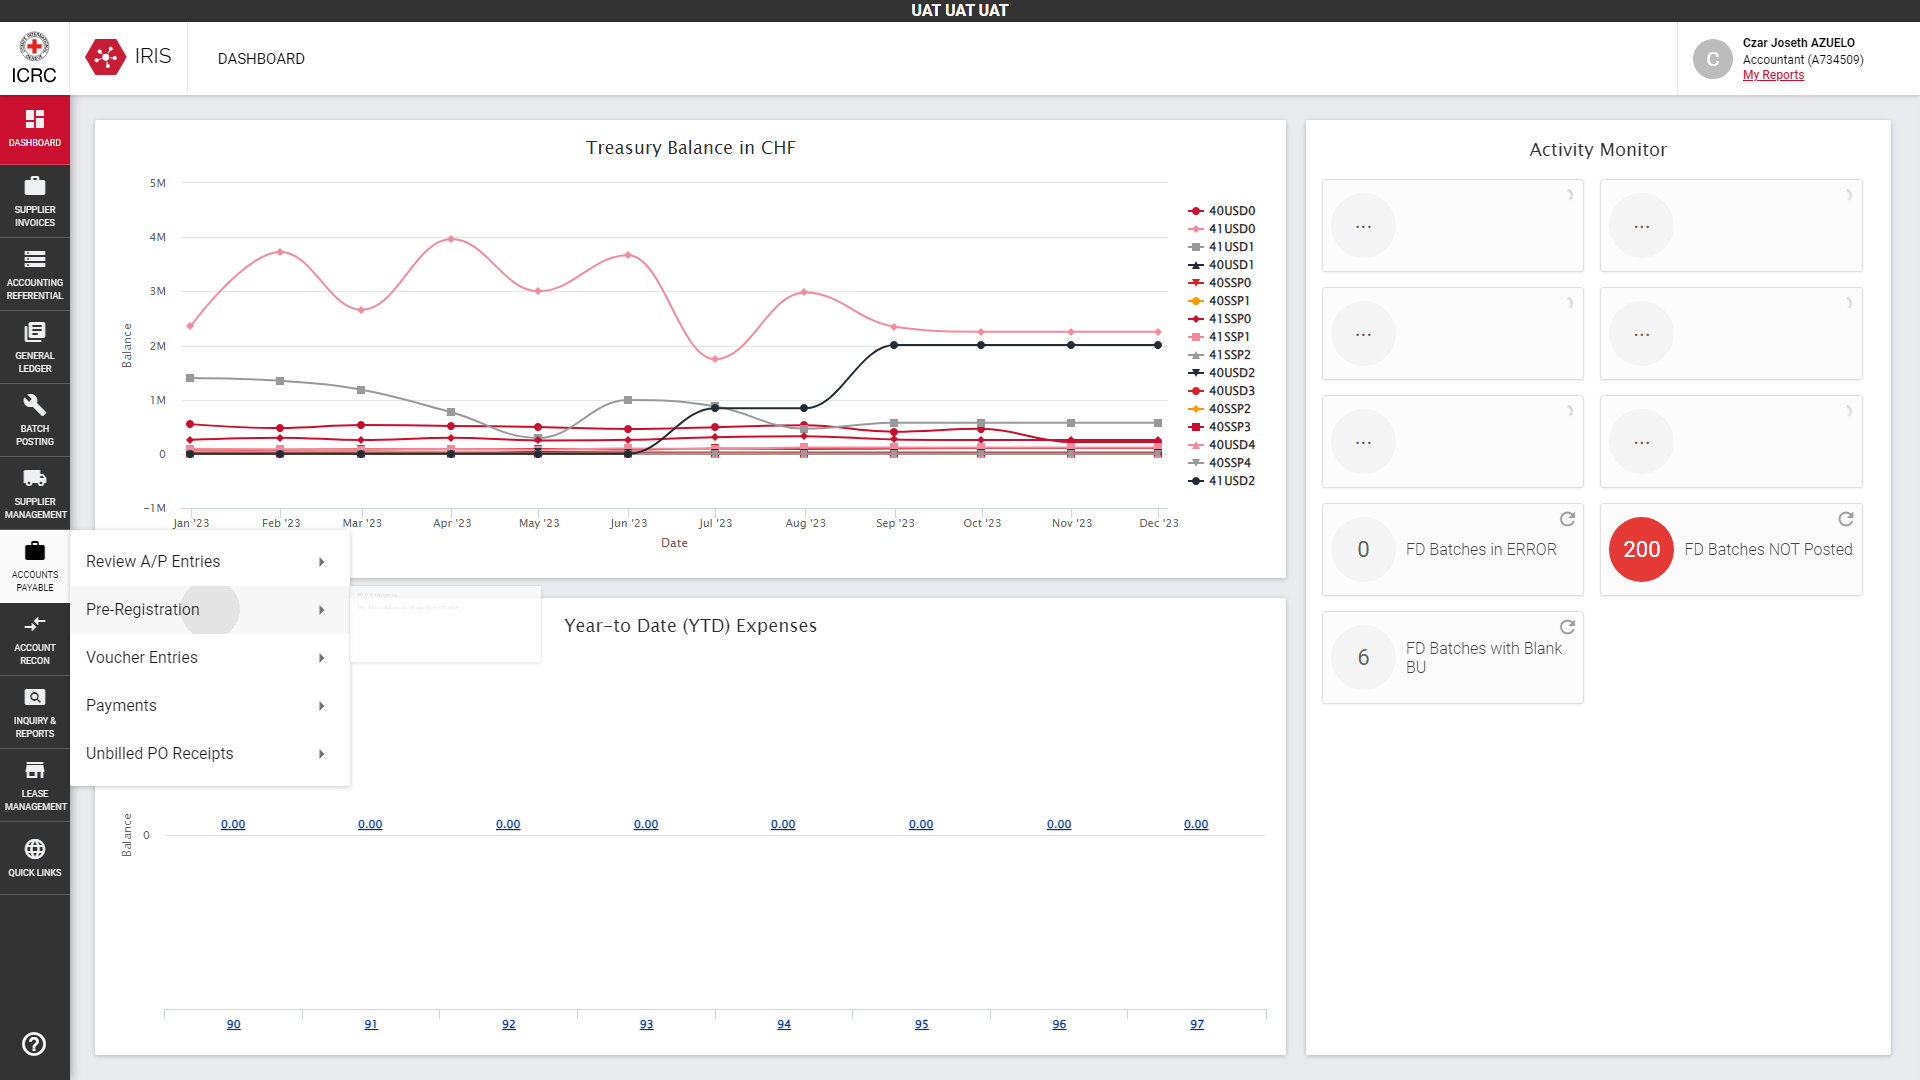 UAT UAT UAT
ICRC
IRIS
DASHBOARD
C
Czar Joseth AZUELO
Accountant (A734509)
My Reports
DASHBOARD
SUPPLIER
INVOICES
ACCOUNTING
REFERENTIAL
GENERAL
LEDGER
BATCH
POSTING
SUPPLIER
MANAGEMENT
ACCOUNTS
PAYABLE
ACCOUNT
RECON
INQUIRY &
REPORTS
LEASE
MANAGEMENT
QUICK LINKS
Review A/P Entries
Pre-Registration
Voucher Entries
Payments
Unbilled PO Receipts
Treasury Balance in CHF
5M
4M
3M
2M
1M
0
-1M
Balance
Jan '23 Feb '23 Mar '23 Apr '23 May '23 Jun '23 Jul '23 Aug '23 Sep '23 Oct '23 Nov '23 Dec '23
Date
40USD0
41USD0
41USD1
40USD1
40SSP0
40SSP1
41SSP0
41SSP1
41SSP2
40USD2
40USD3
40SSP2
40SSP3
40USD4
40SSP4
41USD2
Year-to Date (YTD) Expenses
Balance
0
0.00 0.00 0.00 0.00 0.00 0.00 0.00 0.00
90 91 92 93 94 95 96 97
Activity Monitor
... ...
... ...
... ...
0 FD Batches in ERROR
200 FD Batches NOT Posted
6 FD Batches with Blank
BU